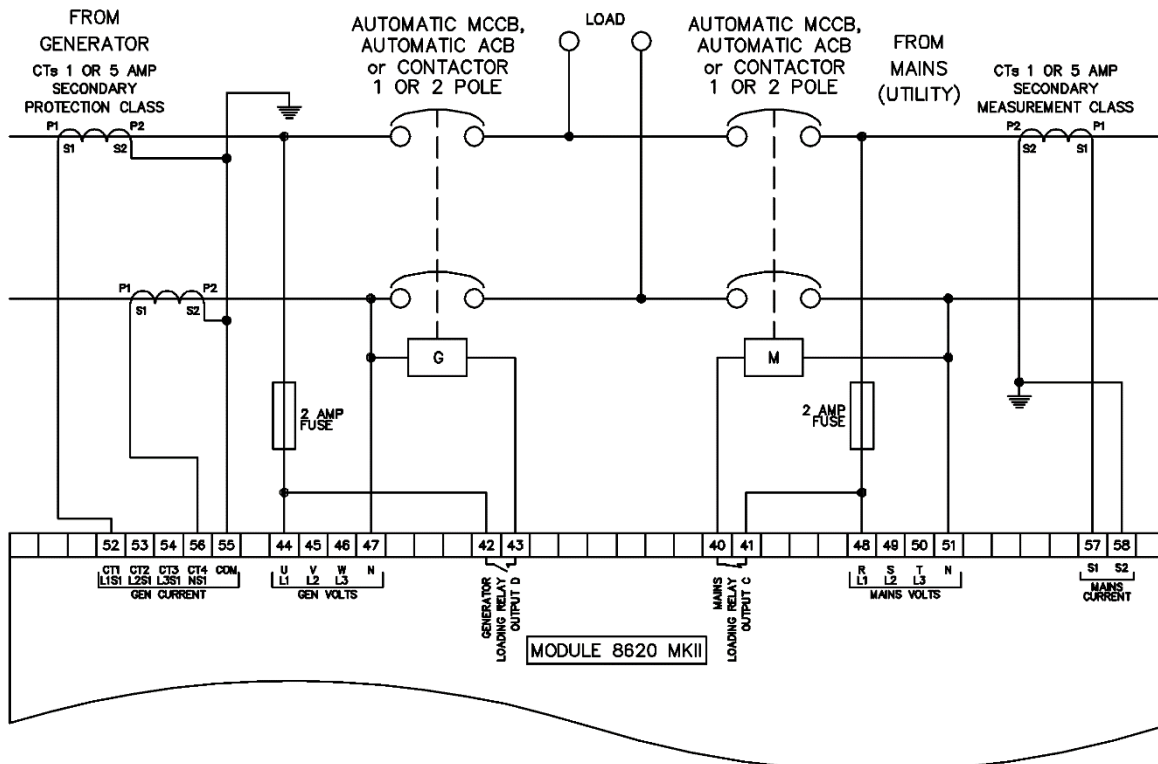 FROM
GENERATOR
CTs 1 OR 5 AMP
SECONDARY
PROTECTION CLASS
AUTOMATIC MCCB,
AUTOMATIC ACB
or CONTACTOR
1 OR 2 POLE
LOAD
AUTOMATIC MCCB,
AUTOMATIC ACB
or CONTACTOR
1 OR 2 POLE
FROM
MAINS
(UTILITY)
CTs 1 OR 5 AMP
SECONDARY
MEASUREMENT CLASS
P1
P2
S1
S2
P2
P1
S2
S1
P1
P2
S1
S2
G
M
2 AMP
FUSE
2 AMP
FUSE
52 53 54 56 55 44 45 46 47 42 43 40 41 48 49 50 51 57 58
CT1 CT2 CT3 CT4 COM
L1S1 L2S1 L3S1 NS1
GEN CURRENT
U V W N
L1 L2 L3
GEN VOLTS
GENERATOR
LOADING RELAY
OUTPUT D
MAINS
LOADING RELAY
OUTPUT C
R S T N
L1 L2 L3
MAINS VOLTS
S1 S2
MAINS
CURRENT
MODULE 8620 MKII